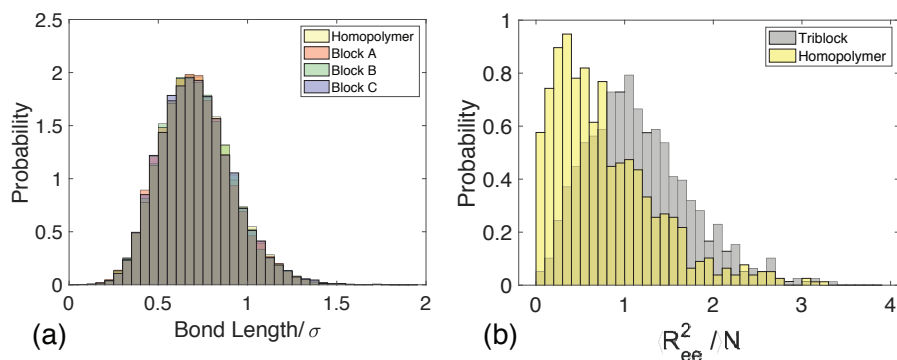 2.5
2
1.5
1
0.5
0
Probability
0 0.5 1 1.5 2
Bond Length/ σ
Homopolymer
Block A
Block B
Block C
(a)
1
0.8
0.6
0.4
0.2
0
Probability
0 1 2 3 4
⟨R²ee⟩/N
Triblock
Homopolymer
(b)